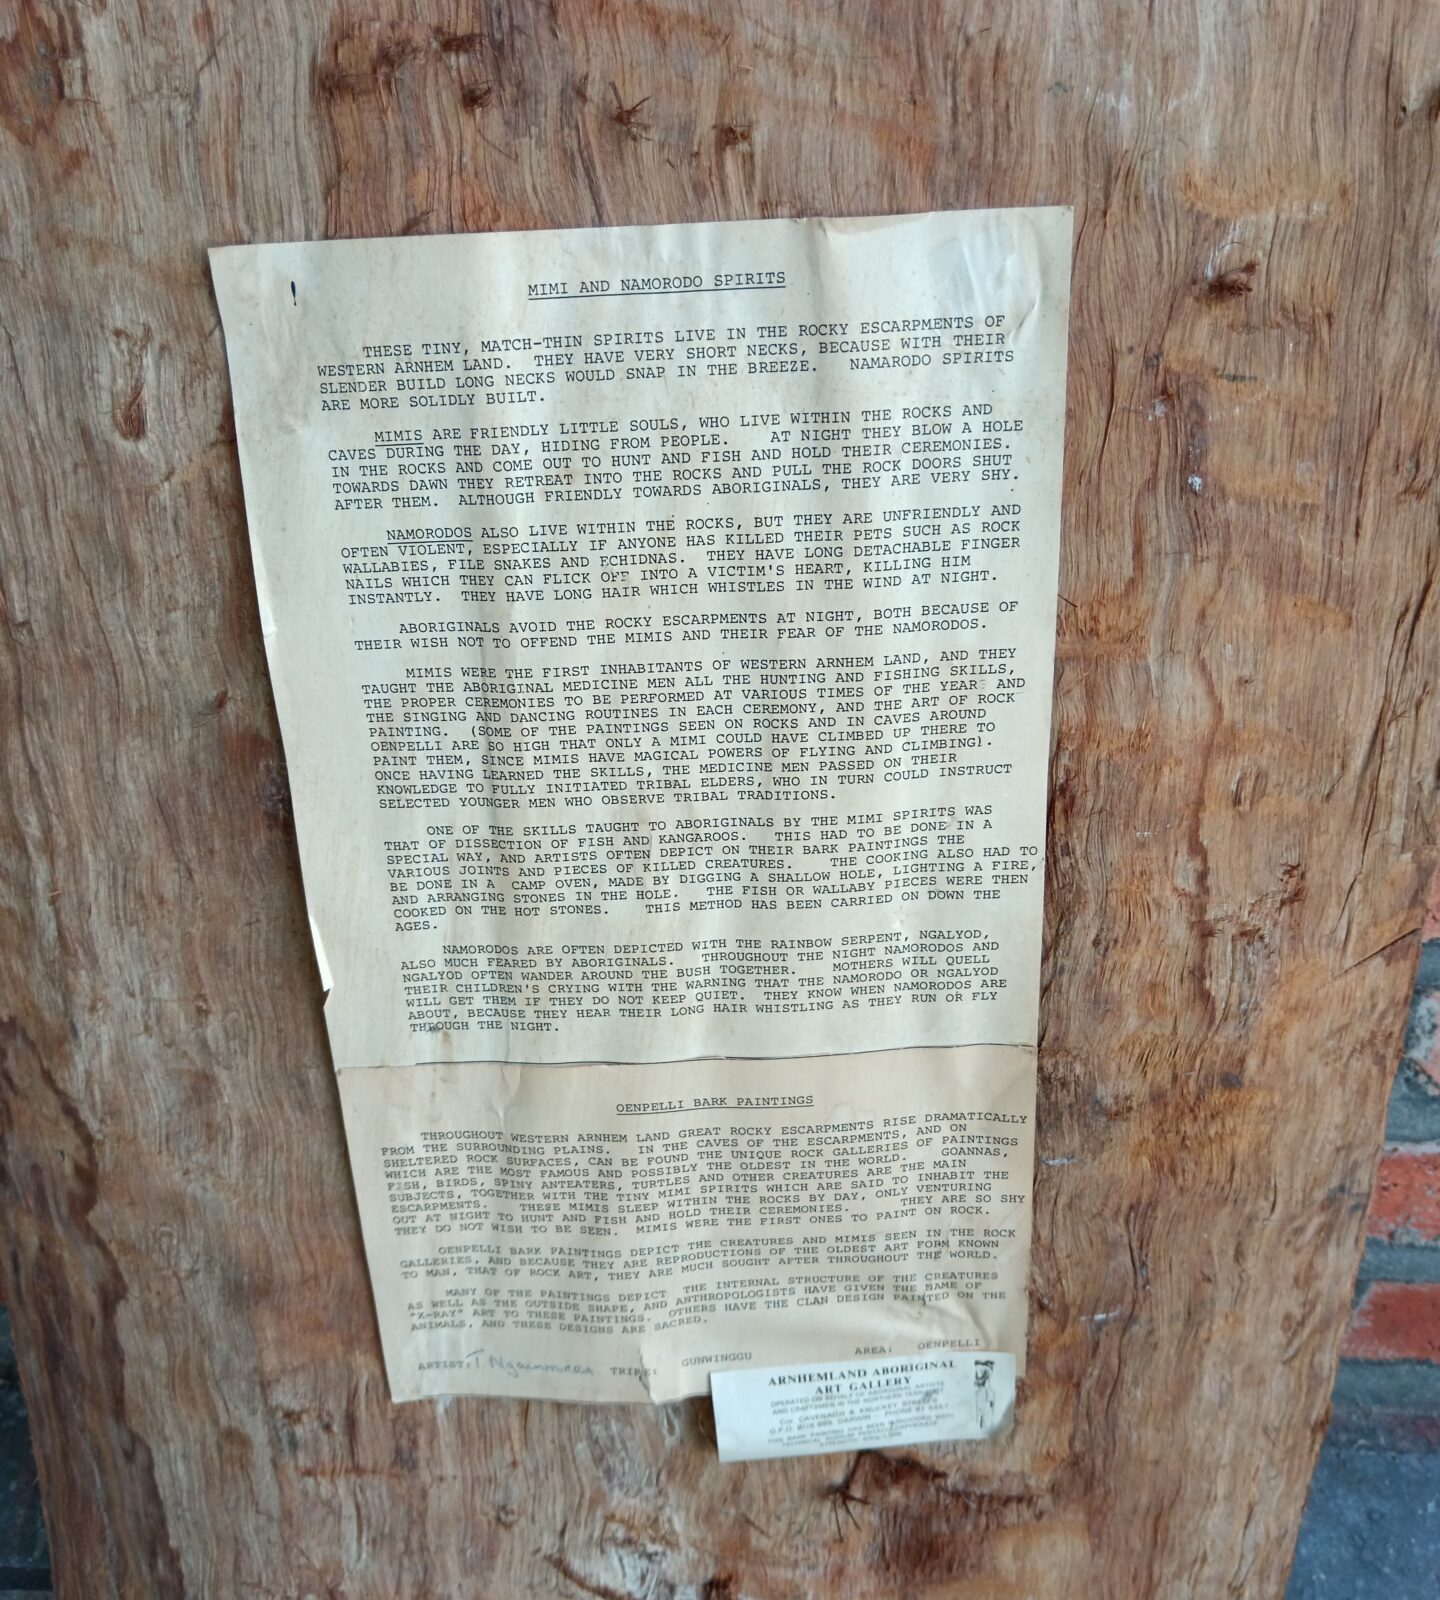 MIMI AND NAMORODO SPIRITS
THESE TINY, MATCH-THIN SPIRITS LIVE IN THE ROCKY ESCARPMENTS OF
WESTERN ARNHEM LAND. THEY HAVE VERY SHORT NECKS, BECAUSE WITH THEIR
SLENDER BUILD LONG NECKS WOULD SNAP IN THE BREEZE. NAMARODO SPIRITS
ARE MORE SOLIDLY BUILT.
MIMIS ARE FRIENDLY LITTLE SOULS, WHO LIVE WITHIN THE ROCKS AND
CAVES DURING THE DAY, HIDING FROM PEOPLE. AT NIGHT THEY BLOW A HOLE
IN THE ROCKS AND COME OUT TO HUNT AND FISH AND HOLD THEIR CEREMONIES.
TOWARDS DAWN THEY RETREAT INTO THE ROCKS AND PULL THE ROCK DOORS SHUT
AFTER THEM. ALTHOUGH FRIENDLY TOWARDS ABORIGINALS, THEY ARE VERY SHY.
NAMORODOS ALSO LIVE WITHIN THE ROCKS, BUT THEY ARE UNFRIENDLY AND
OFTEN VIOLENT, ESPECIALLY IF ANYONE HAS KILLED THEIR PETS SUCH AS ROCK
WALLABIES, FILE SNAKES AND ECHIDNAS. THEY HAVE LONG DETACHABLE FINGER
NAILS WHICH THEY CAN FLICK OFF INTO A VICTIM'S HEART, KILLING HIM
INSTANTLY. THEY HAVE LONG HAIR WHICH WHISTLES IN THE WIND AT NIGHT.
ABORIGINALS AVOID THE ROCKY ESCARPMENTS AT NIGHT, BOTH BECAUSE OF
THEIR WISH NOT TO OFFEND THE MIMIS AND THEIR FEAR OF THE NAMORODOS.
MIMIS WERE THE FIRST INHABITANTS OF WESTERN ARNHEM LAND, AND THEY
TAUGHT THE ABORIGINAL MEDICINE MEN ALL THE HUNTING AND FISHING SKILLS,
THE PROPER CEREMONIES TO BE PERFORMED AT VARIOUS TIMES OF THE YEAR AND
THE SINGING AND DANCING ROUTINES IN EACH CEREMONY, AND THE ART OF ROCK
PAINTING. (SOME OF THE PAINTINGS SEEN ON ROCKS AND IN CAVES AROUND
OENPELLI ARE SO HIGH THAT ONLY A MIMI COULD HAVE CLIMBED UP THERE TO
PAINT THEM, SINCE MIMIS HAVE MAGICAL POWERS OF FLYING AND CLIMBING).
ONCE HAVING LEARNED THE SKILLS, THE MEDICINE MEN PASSED ON THEIR
KNOWLEDGE TO FULLY INITIATED TRIBAL ELDERS, WHO IN TURN COULD INSTRUCT
SELECTED YOUNGER MEN WHO OBSERVE TRIBAL TRADITIONS.
ONE OF THE SKILLS TAUGHT TO ABORIGINALS BY THE MIMI SPIRITS WAS
THAT OF DISSECTION OF FISH AND KANGAROOS. THIS HAD TO BE DONE IN A
SPECIAL WAY, AND ARTISTS OFTEN DEPICT ON THEIR BARK PAINTINGS THE
VARIOUS JOINTS AND PIECES OF KILLED CREATURES. THE COOKING ALSO HAD TO
BE DONE IN A CAMP OVEN, MADE BY DIGGING A SHALLOW HOLE, LIGHTING A FIRE,
AND ARRANGING STONES IN THE HOLE. THE FISH OR WALLABY PIECES WERE THEN
COOKED ON THE HOT STONES. THIS METHOD HAS BEEN CARRIED ON DOWN THE
AGES.
NAMORODOS ARE OFTEN DEPICTED WITH THE RAINBOW SERPENT, NGALYOD,
ALSO MUCH FEARED BY ABORIGINALS. THROUGHOUT THE NIGHT NAMORODOS AND
NGALYOD OFTEN WANDER AROUND THE BUSH TOGETHER. MOTHERS WILL QUELL
THEIR CHILDREN'S CRYING WITH THE WARNING THAT THE NAMORODO OR NGALYOD
WILL GET THEM IF THEY DO NOT KEEP QUIET. THEY KNOW WHEN NAMORODOS ARE
ABOUT, BECAUSE THEY HEAR THEIR LONG HAIR WHISTLING AS THEY RUN OR FLY
THROUGH THE NIGHT.
OENPELLI BARK PAINTINGS
THROUGHOUT WESTERN ARNHEM LAND GREAT ROCKY ESCARPMENTS RISE DRAMATICALLY
FROM THE SURROUNDING PLAINS. IN THE CAVES OF THE ESCARPMENTS, AND ON
SHELTERED ROCK SURFACES, CAN BE FOUND THE UNIQUE ROCK GALLERIES OF PAINTINGS
WHICH ARE THE MOST FAMOUS AND POSSIBLY THE OLDEST IN THE WORLD. GOANNAS,
FISH, BIRDS, SPINY ANTEATERS, TURTLES AND OTHER CREATURES ARE THE MAIN
SUBJECTS, TOGETHER WITH THE TINY MIMI SPIRITS WHICH ARE SAID TO INHABIT THE
ESCARPMENTS. THESE MIMIS SLEEP WITHIN THE ROCKS BY DAY, ONLY VENTURING
OUT AT NIGHT TO HUNT AND FISH AND HOLD THEIR CEREMONIES. THEY ARE SO SHY
THEY DO NOT WISH TO BE SEEN. MIMIS WERE THE FIRST ONES TO PAINT ON ROCK.
OENPELLI BARK PAINTINGS DEPICT THE CREATURES AND MIMIS SEEN IN THE ROCK
GALLERIES, AND BECAUSE THEY ARE REPRODUCTIONS OF THE OLDEST ART FORM KNOWN
TO MAN, THAT OF ROCK ART, THEY ARE MUCH SOUGHT AFTER THROUGHOUT THE WORLD.
MANY OF THE PAINTINGS DEPICT THE INTERNAL STRUCTURE OF THE CREATURES
AS WELL AS THE OUTSIDE SHAPE, AND ANTHROPOLOGISTS HAVE GIVEN THE NAME OF
"X-RAY" ART TO THESE PAINTINGS. OTHERS HAVE THE CLAN DESIGN PAINTED ON THE
ANIMALS, AND THESE DESIGNS ARE SACRED.
ARTIST: T. TRIBE: GUNWINGGU AREA: OENPELLI
ARNHEMLAND ABORIGINAL
ART GALLERY
OPERATED ON BEHALF OF ABORIGINAL ARTISTS
AND CRAFTSMEN IN THE NORTHERN TERRITORY
Cnr CAVENAGH & KNUCKEY STREETS
G.P.O. BOX 999, DARWIN - PHONE 81
THIS BARK PAINTING HAS BEEN WITH
TECHNICAL SODIUM
STRENGTH